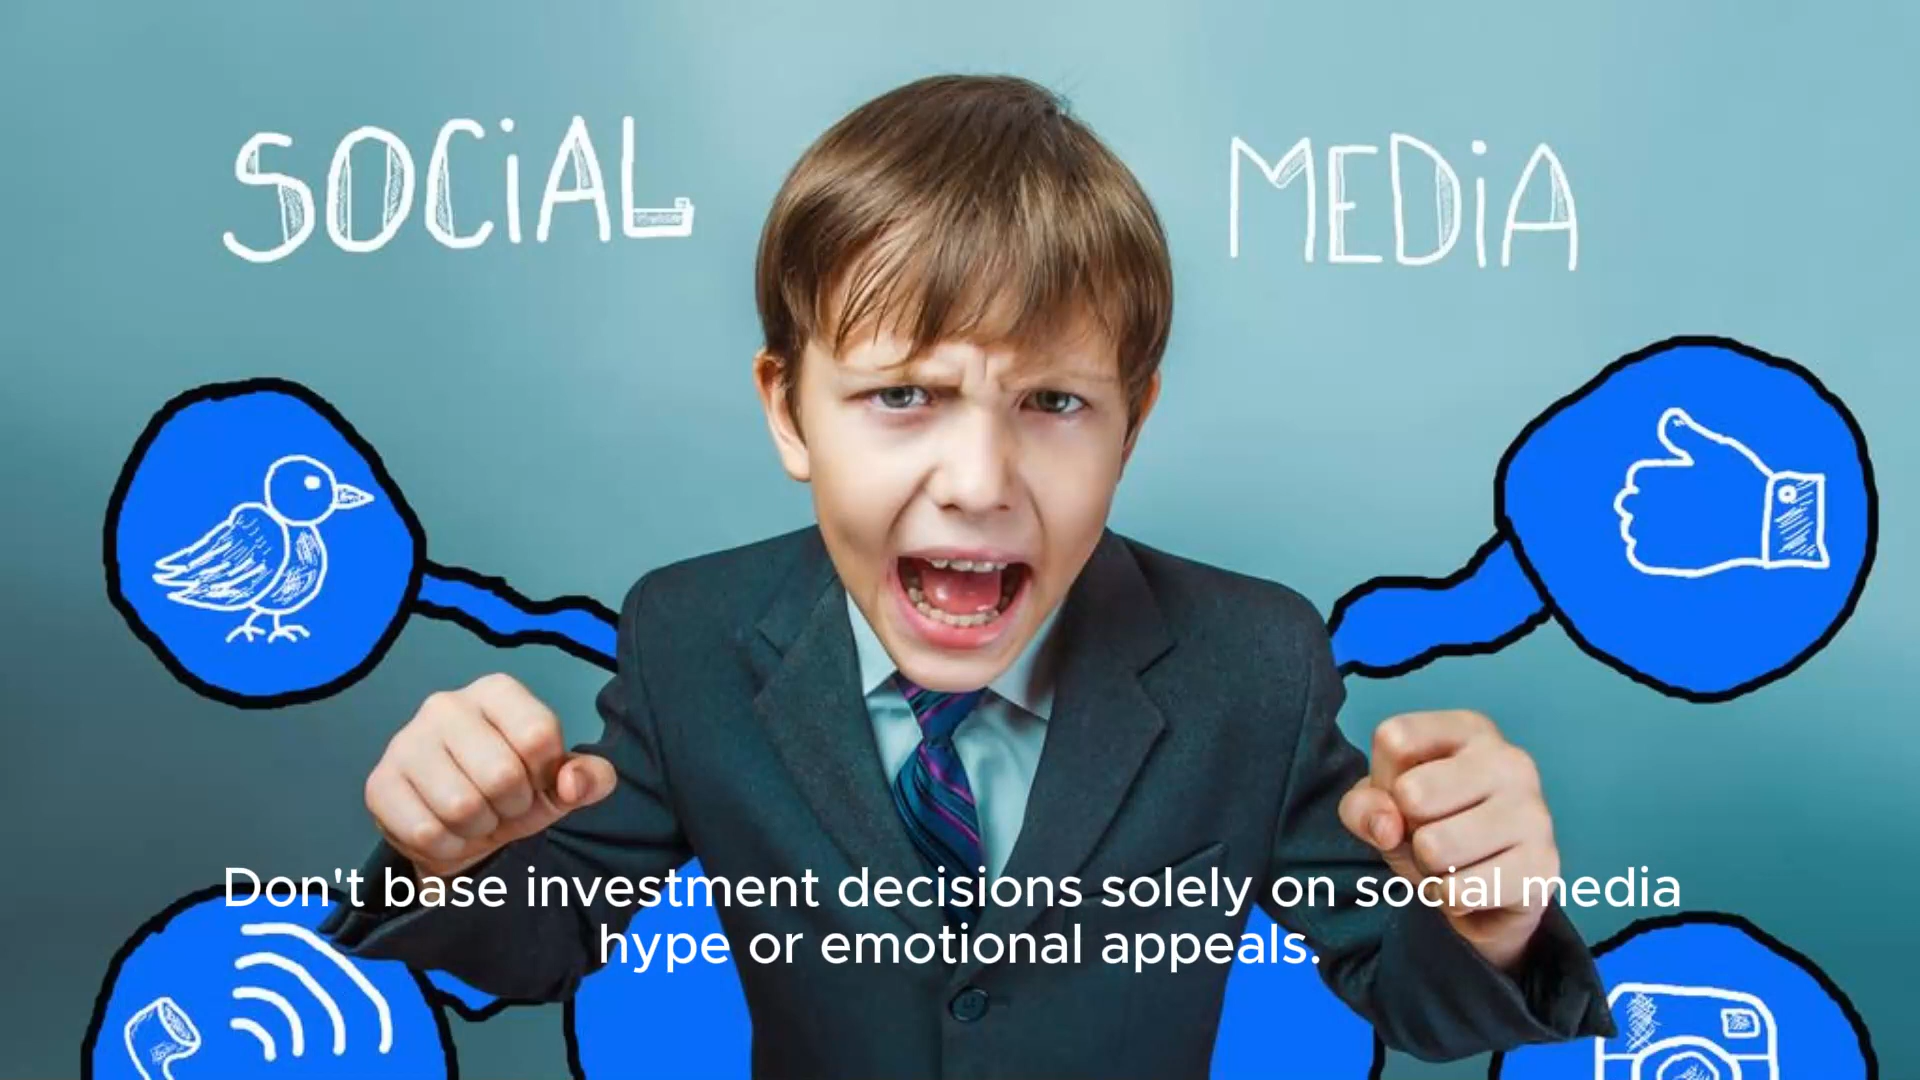 SOCiAL MEDiA
Don't base investment decisions solely on social media
hype or emotional appeals.